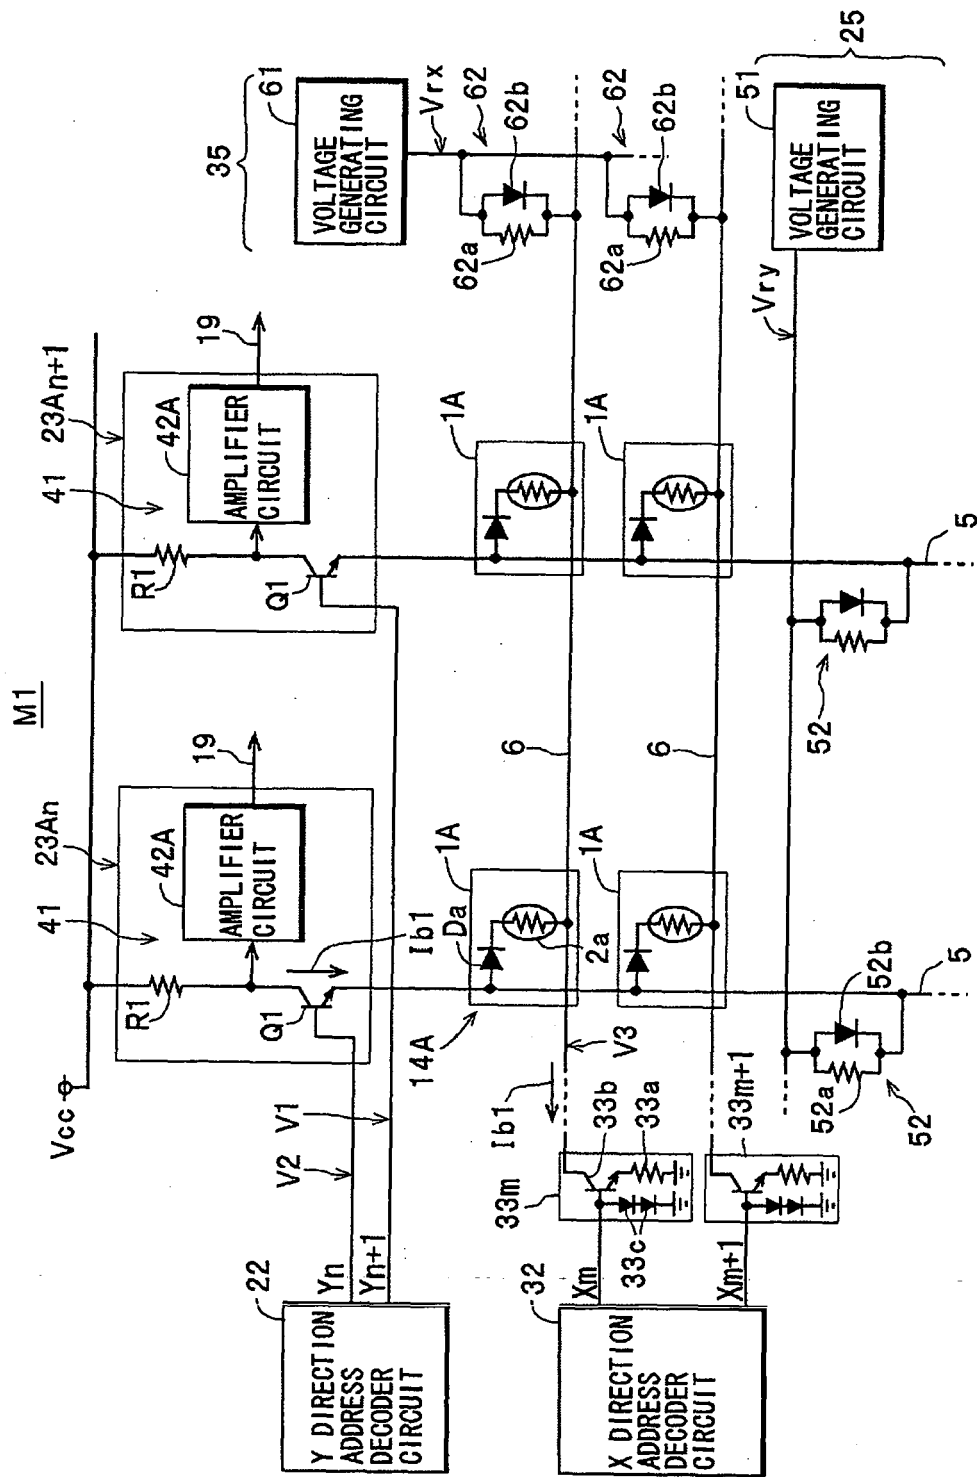 M1
Vcc
23An
41
R1
42A
AMPLIFIER
CIRCUIT
19
Q1
Ib1
23An+1
41
R1
42A
AMPLIFIER
CIRCUIT
19
Q1
35
61
VOLTAGE
GENERATING
CIRCUIT
Vrx
62
62a
62b
62
62a
62b
22
Y DIRECTION
ADDRESS
DECODER
CIRCUIT
Yn
Yn+1
V2
V1
14A
Da
1A
2a
1A
6
6
1A
1A
Ib1
V3
33m
33b
33a
33c
33m+1
32
X DIRECTION
ADDRESS
DECODER
CIRCUIT
Xm
Xm+1
52a
52b
52
5
52
5
Vry
51
VOLTAGE
GENERATING
CIRCUIT
25